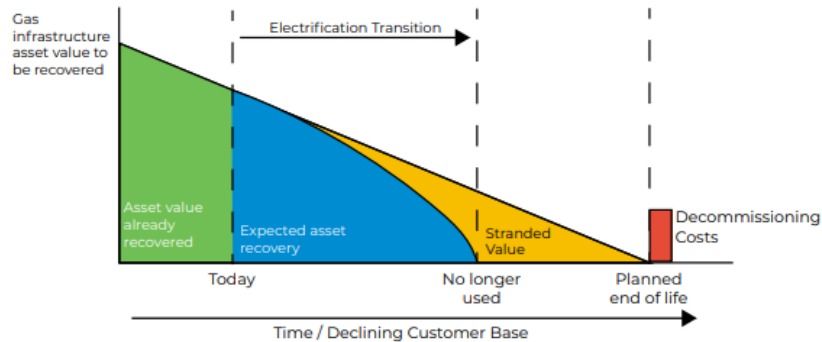 Gas
infrastructure
asset value to
be recovered
Electrification Transition
Asset value
already
recovered
Expected asset
recovery
Stranded
Value
Decommissioning
Costs
Today
No longer
used
Planned
end of life
Time / Declining Customer Base